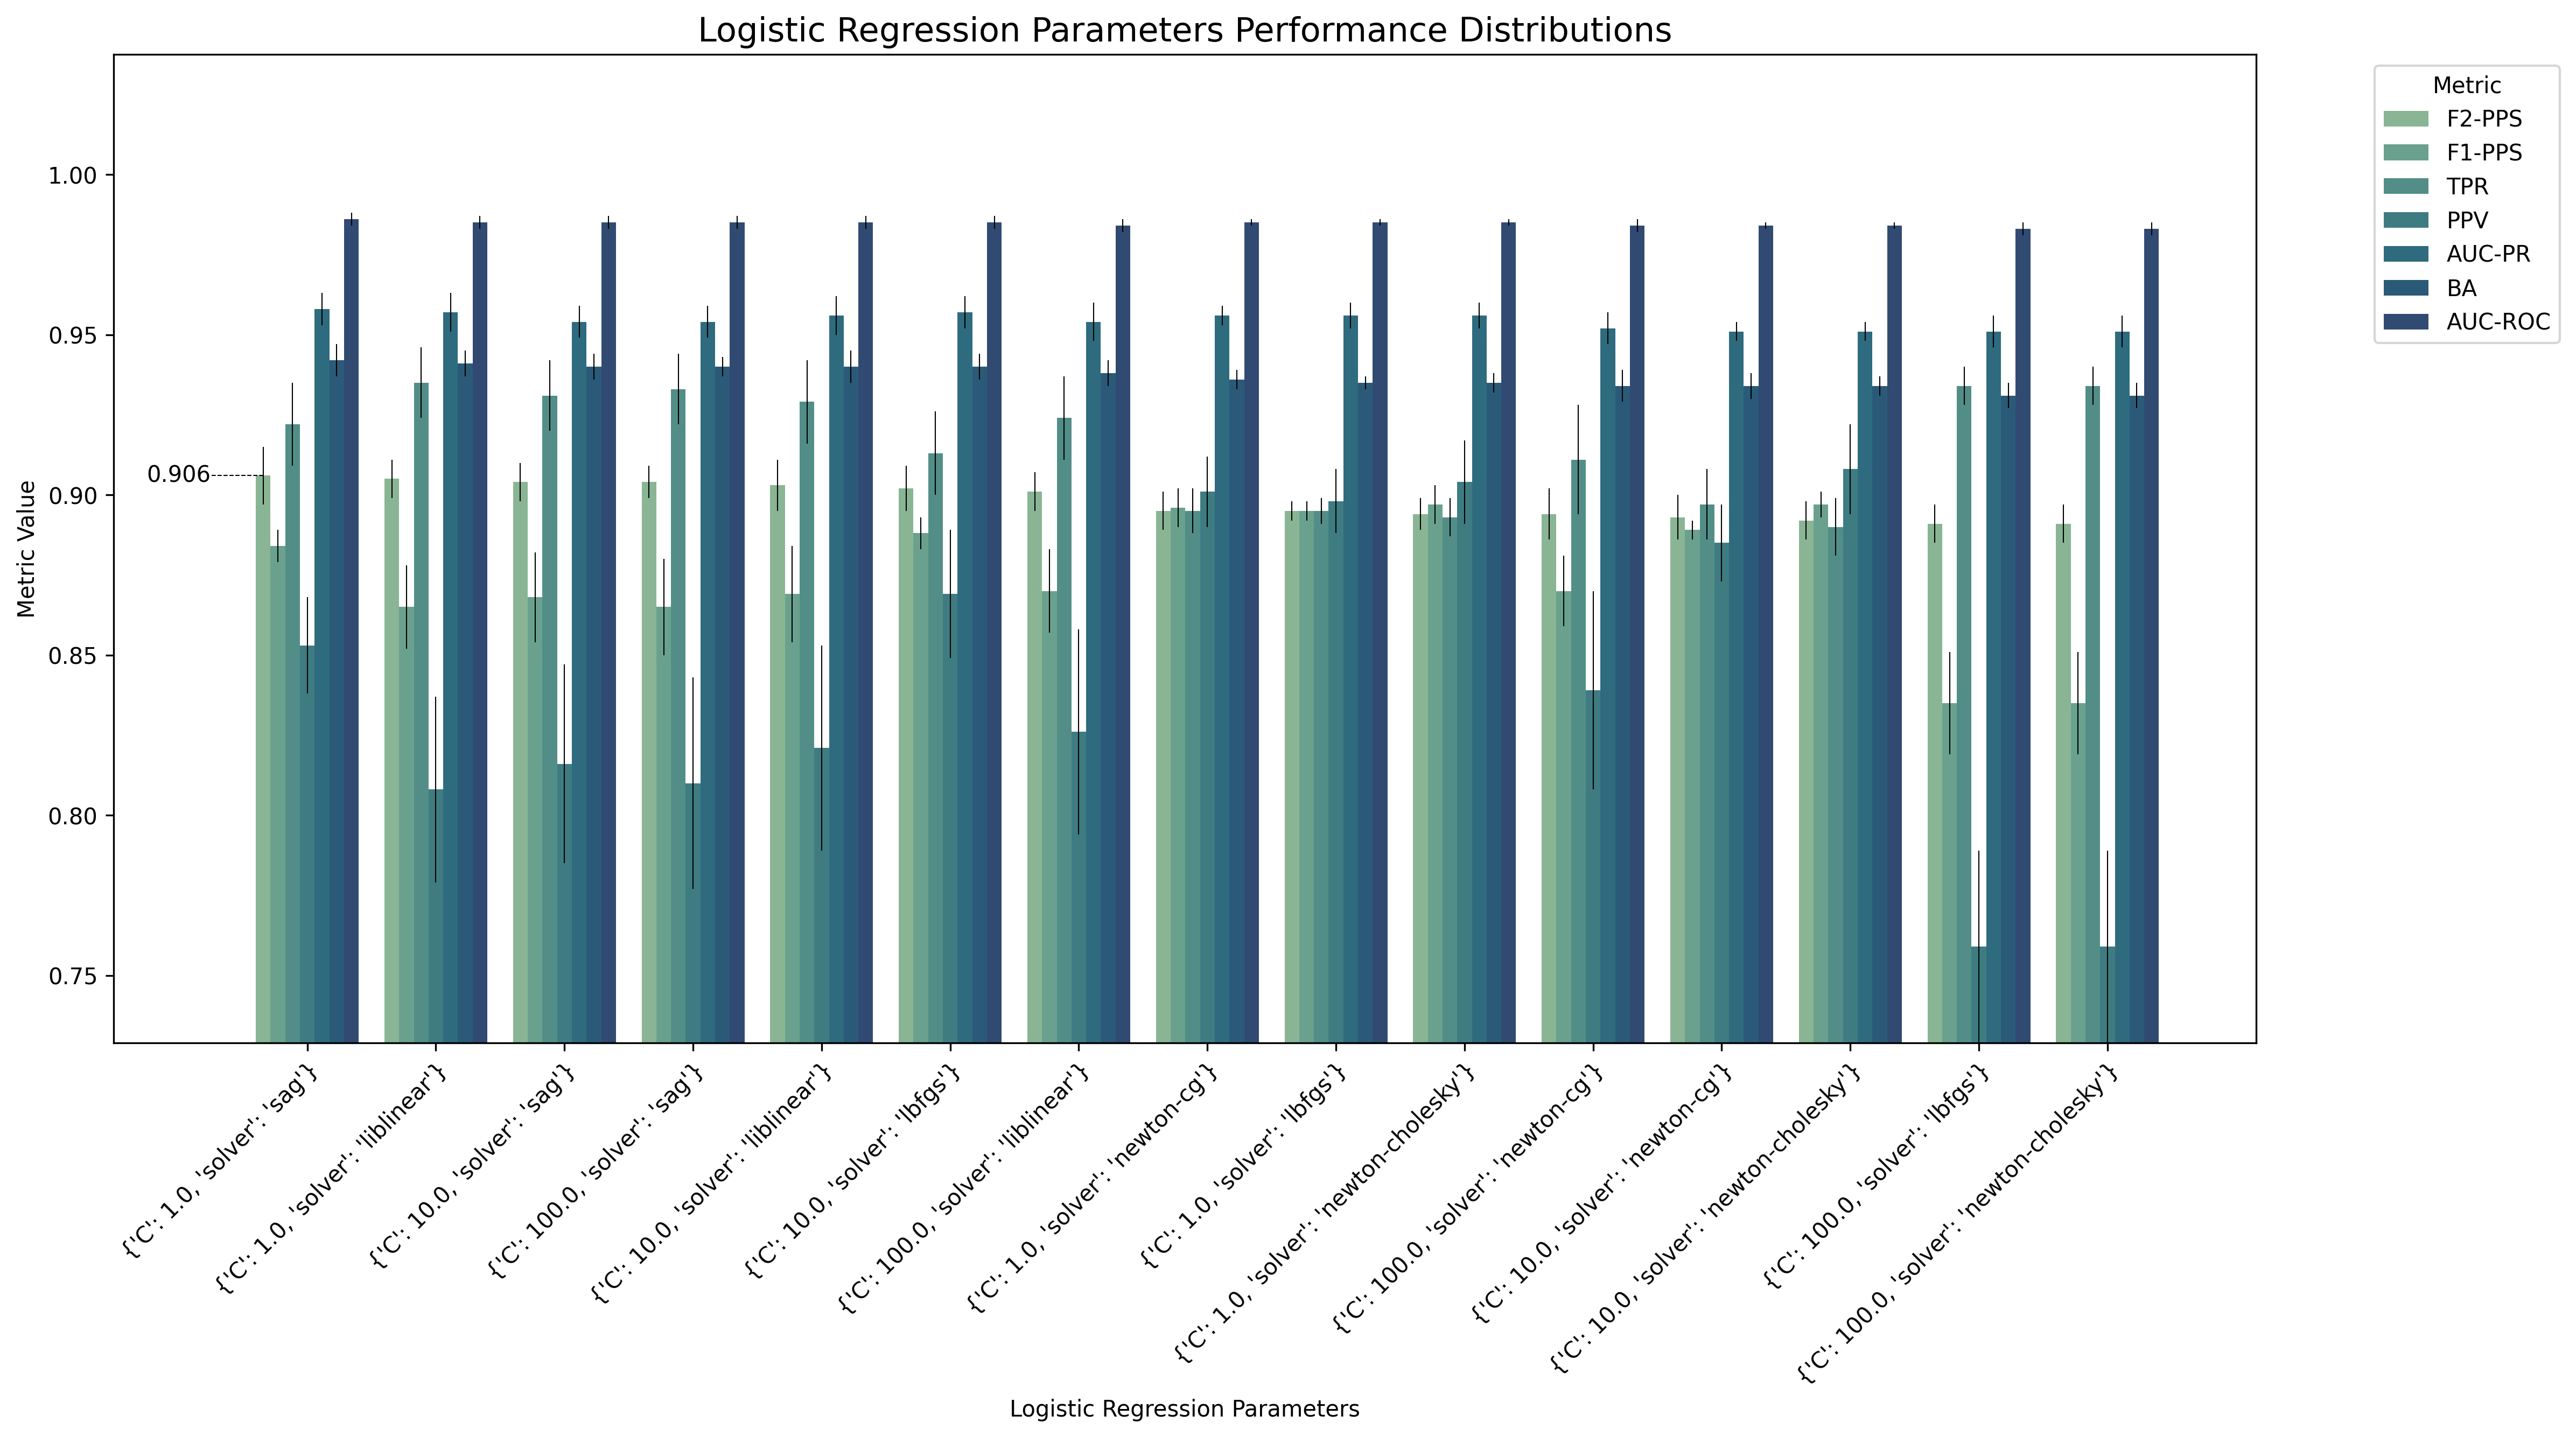 Logistic Regression Parameters Performance Distributions
Metric
F2-PPS
F1-PPS
TPR
PPV
AUC-PR
BA
AUC-ROC
Metric Value
1.00
0.95
0.90
0.85
0.80
0.75
0.906
{'C': 1.0, 'solver': 'sag'}
{'C': 1.0, 'solver': 'liblinear'}
{'C': 10.0, 'solver': 'sag'}
{'C': 100.0, 'solver': 'sag'}
{'C': 10.0, 'solver': 'liblinear'}
{'C': 10.0, 'solver': 'lbfgs'}
{'C': 100.0, 'solver': 'liblinear'}
{'C': 1.0, 'solver': 'newton-cg'}
{'C': 1.0, 'solver': 'lbfgs'}
{'C': 1.0, 'solver': 'newton-cholesky'}
{'C': 100.0, 'solver': 'newton-cg'}
{'C': 10.0, 'solver': 'newton-cg'}
{'C': 10.0, 'solver': 'newton-cholesky'}
{'C': 100.0, 'solver': 'lbfgs'}
{'C': 100.0, 'solver': 'newton-cholesky'}
Logistic Regression Parameters